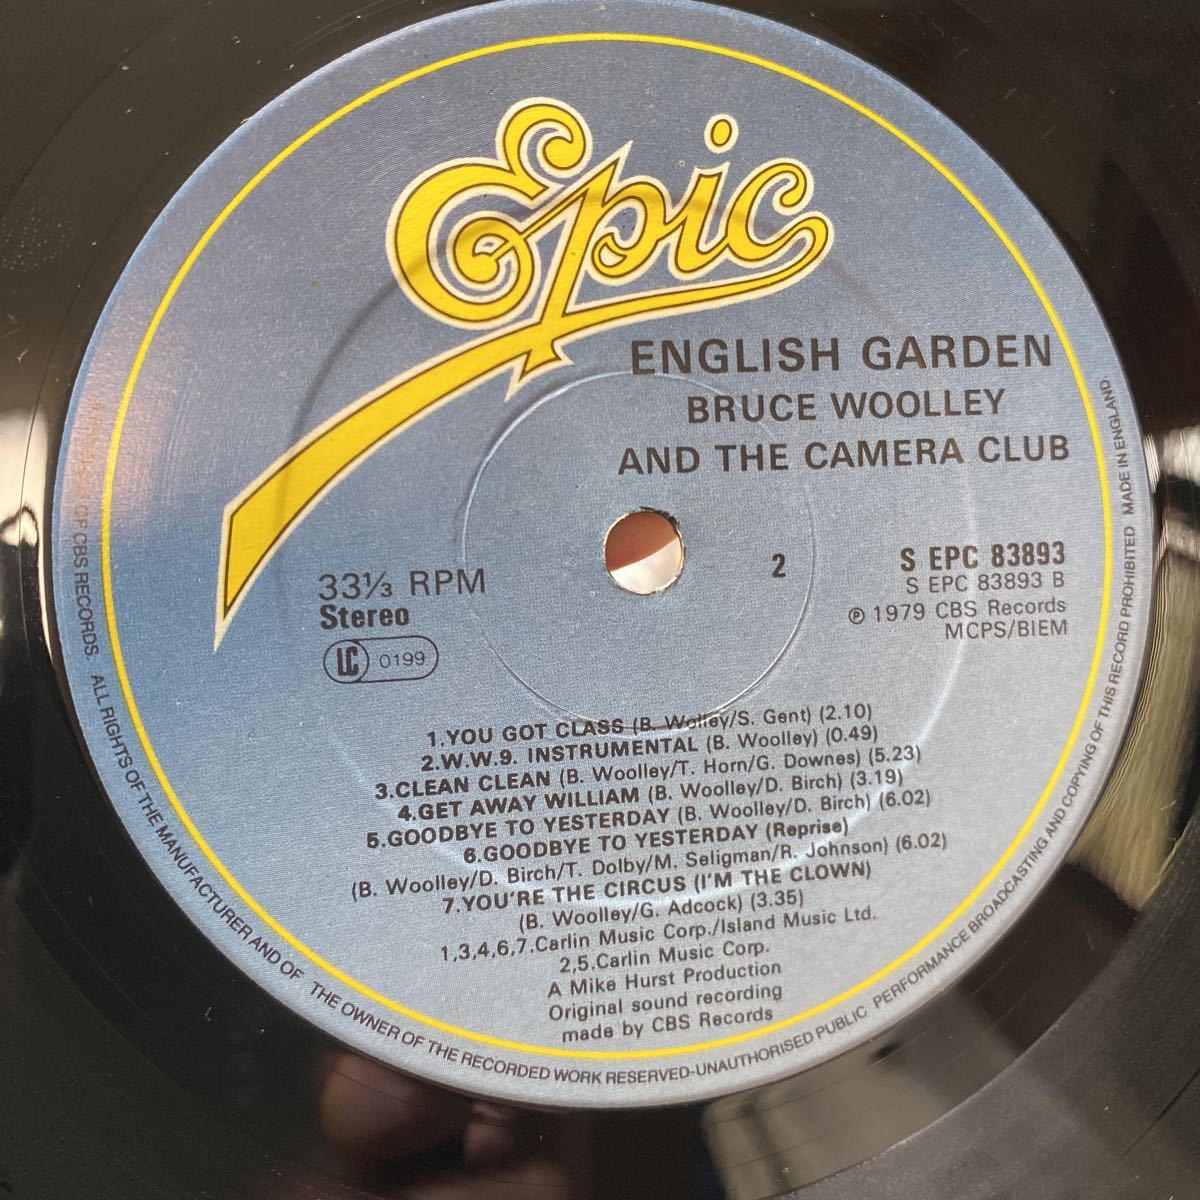 Epic
ENGLISH GARDEN
BRUCE WOOLLEY
AND THE CAMERA CLUB
33⅓ RPM
Stereo
LC 0199
2
S EPC 83893
S EPC 83893 B
℗ 1979 CBS Records
MCPS/BIEM
1.YOU GOT CLASS (B. Wolley/S. Gent) (2.10)
2.W.W.9. INSTRUMENTAL (B. Woolley) (0.49)
3.CLEAN CLEAN (B. Woolley/T. Horn/G. Downes) (5.23)
4.GET AWAY WILLIAM (B. Woolley/D. Birch) (3.19)
5.GOODBYE TO YESTERDAY (B. Woolley/D. Birch) (6.02)
6.GOODBYE TO YESTERDAY (Reprise)
(B. Woolley/D. Birch/T. Dolby/M. Seligman/R. Johnson) (6.02)
7.YOU'RE THE CIRCUS (I'M THE CLOWN)
(B. Woolley/G. Adcock) (3.35)
1,3,4,6,7.Carlin Music Corp./Island Music Ltd.
2,5.Carlin Music Corp.
A Mike Hurst Production
Original sound recording
made by CBS Records
OF CBS RECORDS. ALL RIGHTS OF THE MANUFACTURER AND OF THE OWNER OF THE RECORDED WORK RESERVED-UNAUTHORISED PUBLIC PERFORMANCE BROADCASTING AND COPYING OF THIS RECORD PROHIBITED MADE IN ENGLAND.